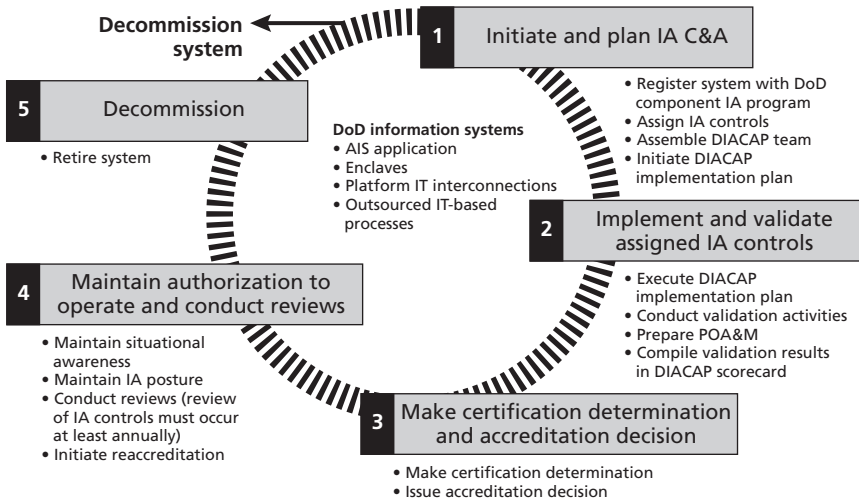 Decommission
system
1 Initiate and plan IA C&A
• Register system with DoD
component IA program
• Assign IA controls
• Assemble DIACAP team
• Initiate DIACAP
implementation plan
5 Decommission
• Retire system
DoD information systems
• AIS application
• Enclaves
• Platform IT interconnections
• Outsourced IT-based
processes
2 Implement and validate
assigned IA controls
• Execute DIACAP
implementation plan
• Conduct validation activities
• Prepare POA&M
• Compile validation results
in DIACAP scorecard
4 Maintain authorization to
operate and conduct reviews
• Maintain situational
awareness
• Maintain IA posture
• Conduct reviews (review
of IA controls must occur
at least annually)
• Initiate reaccreditation
3 Make certification determination
and accreditation decision
• Make certification determination
• Issue accreditation decision